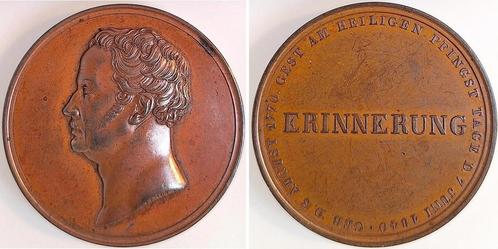 GEB. D. 3. AUGUST 1770. GEST. AM HEILIGEN PFINGST TAGE D. 7. JUNI 1840.
ERINNERUNG